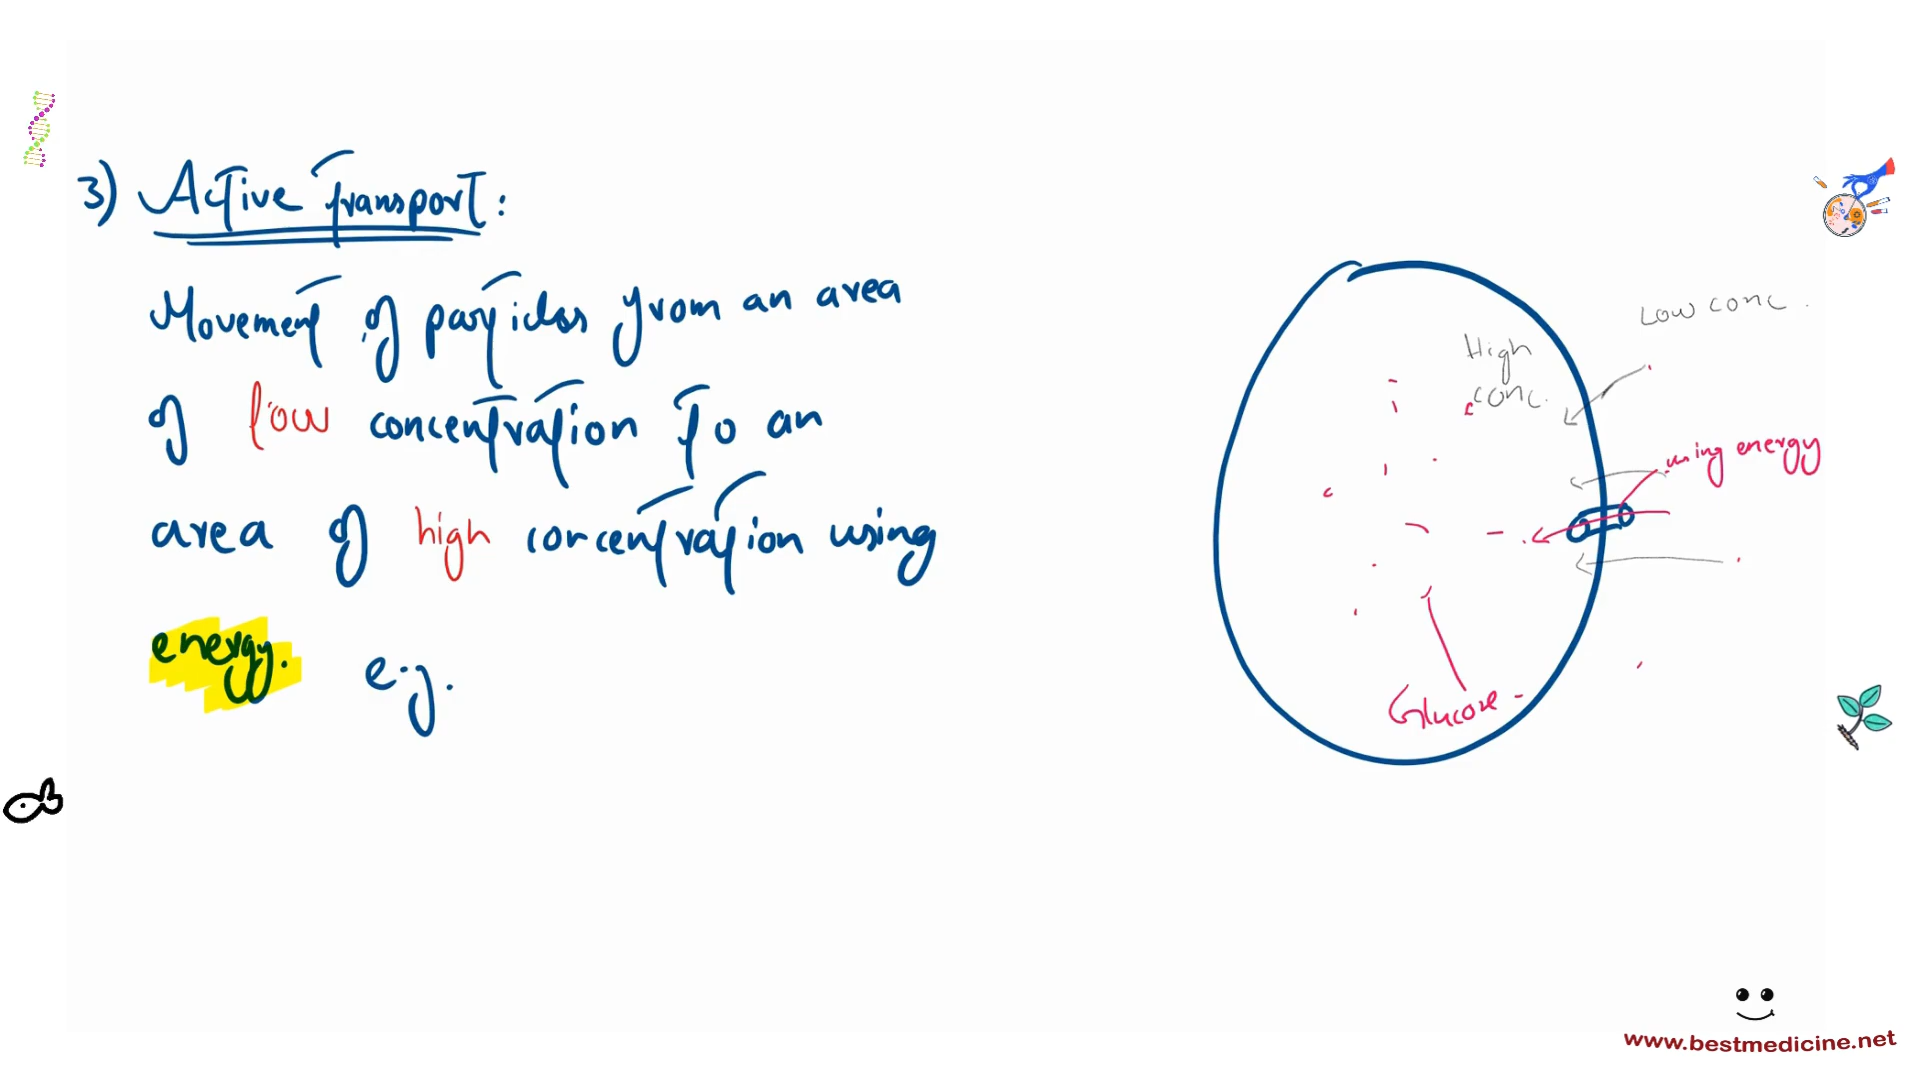 3) Active Transport:
Movement of particles from an area
of low concentration to an
area of high concentration using
energy. e.g.
Low conc.
High
conc.
using energy
Glucose
www.bestmedicine.net